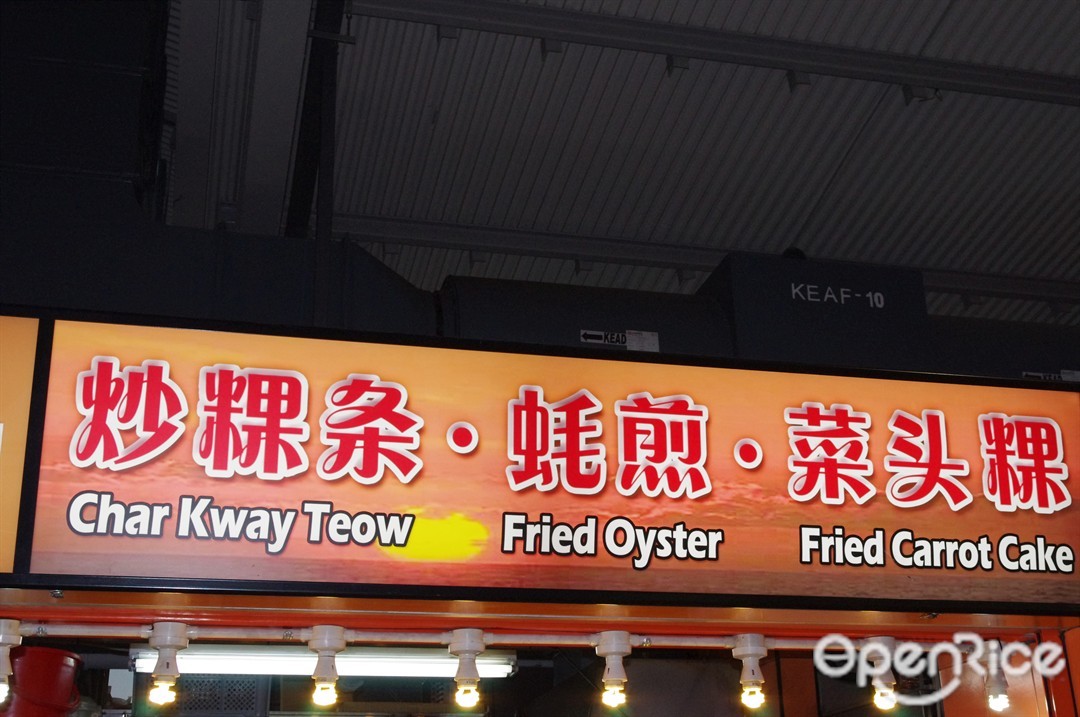 KEAF-10
KEAD
炒粿条·蚝煎·菜头粿
Char Kway Teow Fried Oyster Fried Carrot Cake
OpenRice